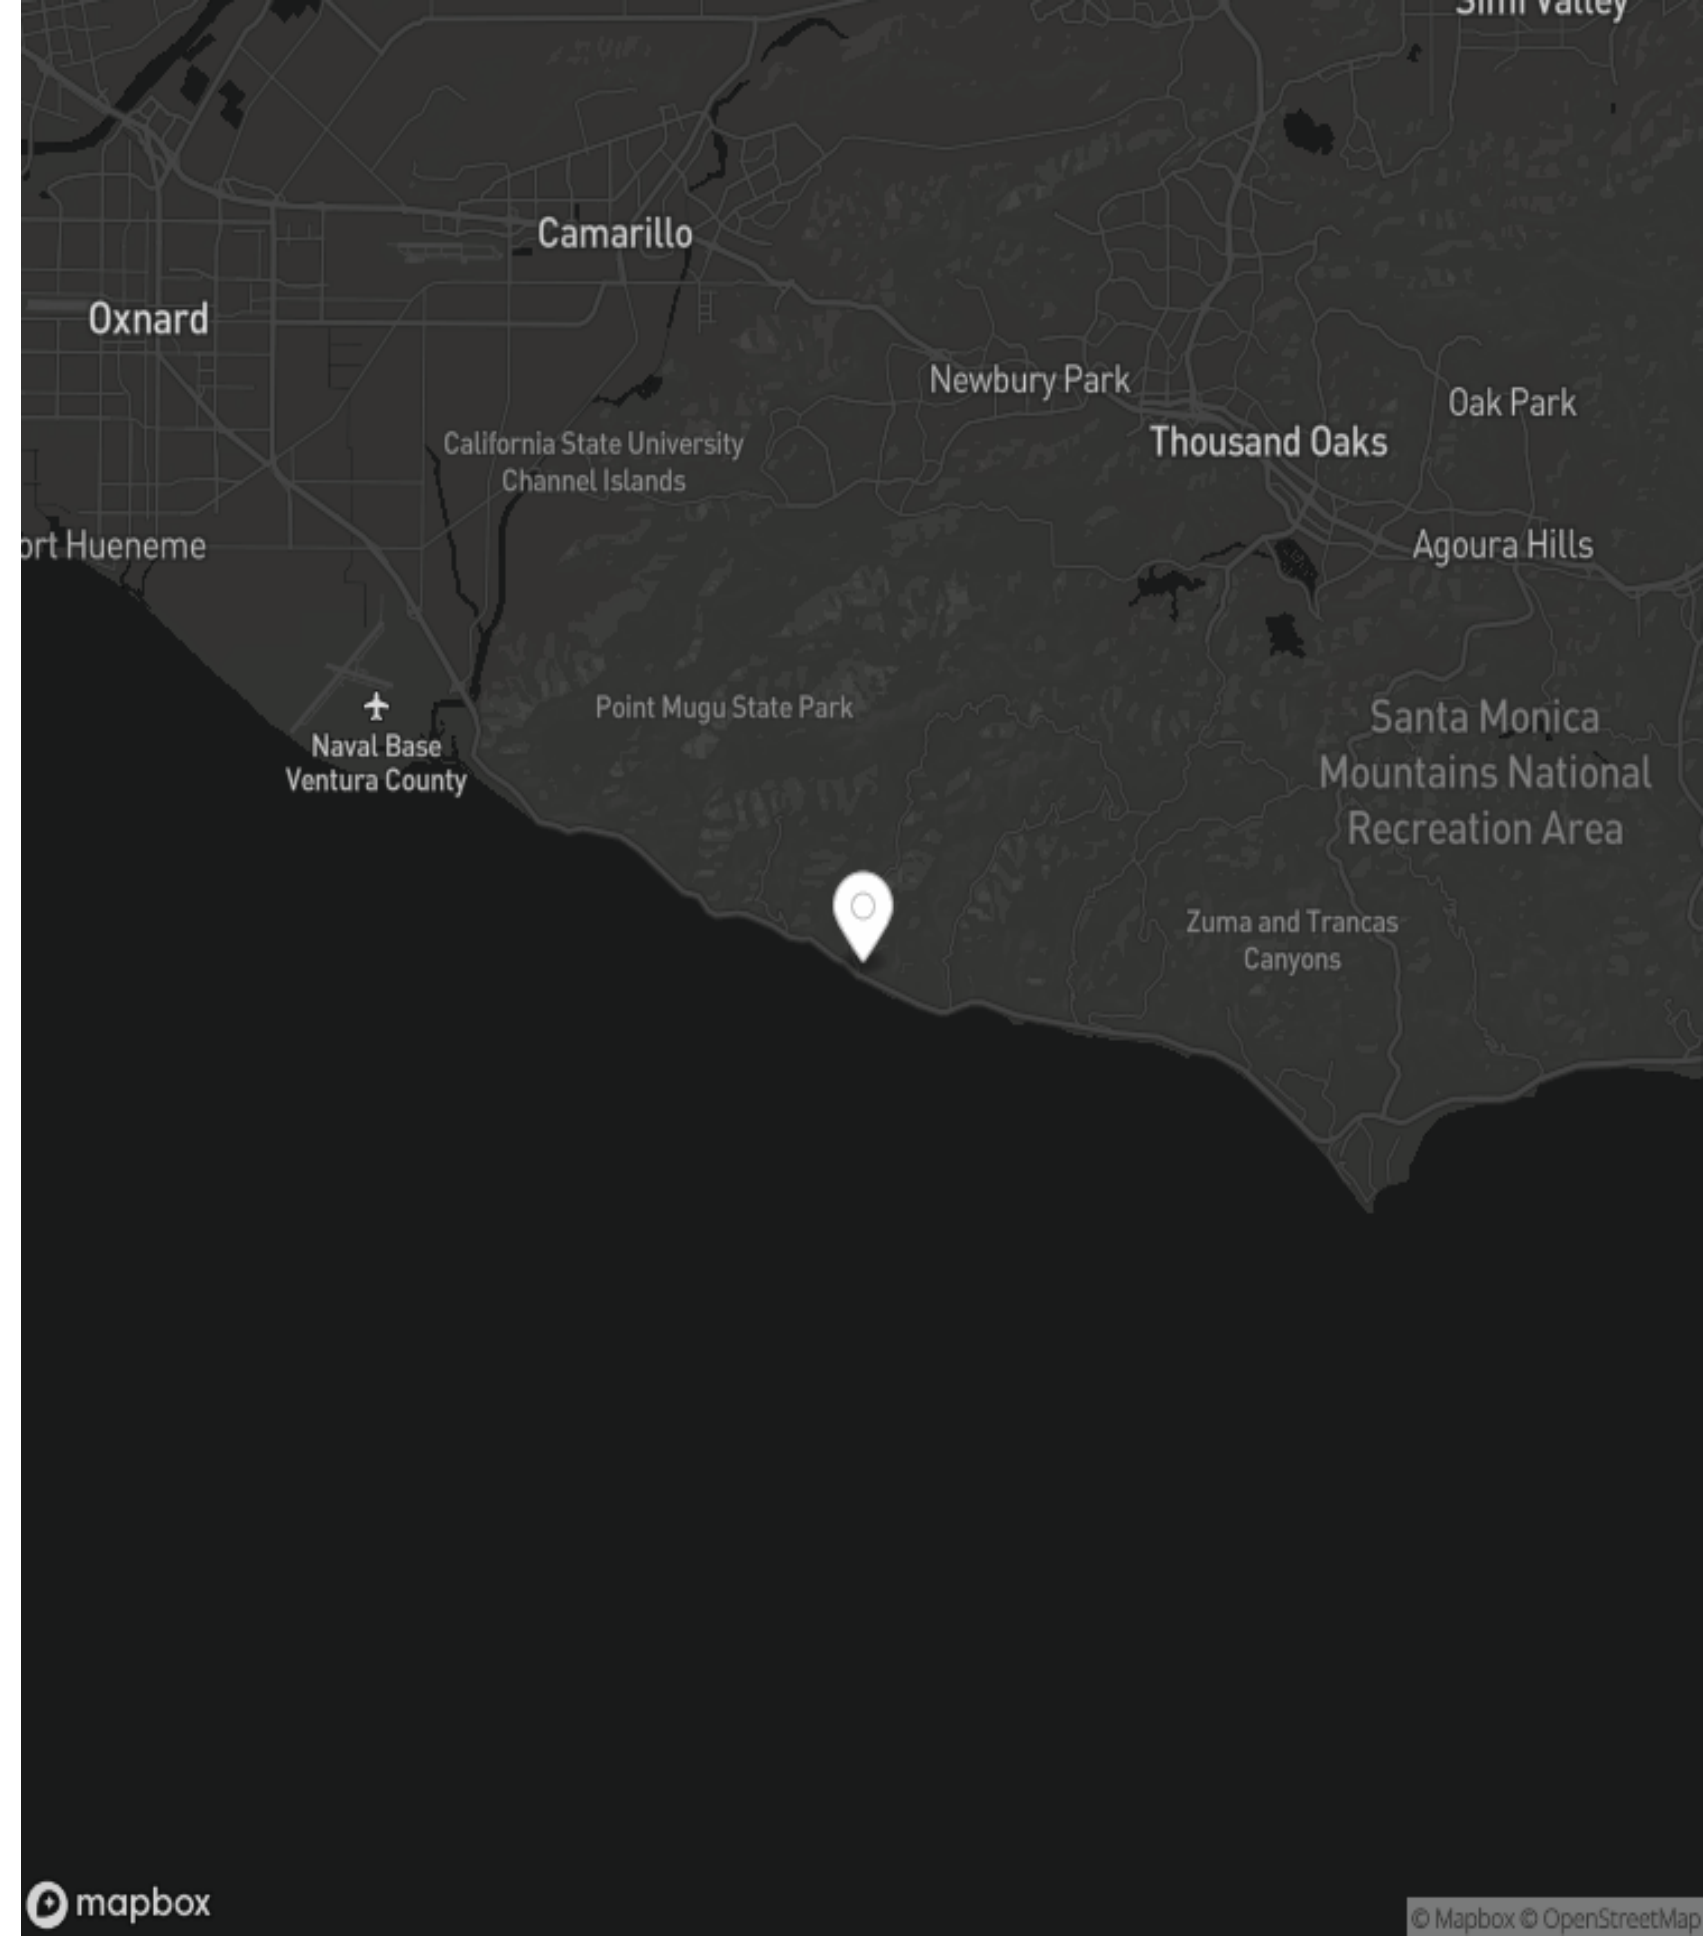 Simi Valley
Camarillo
Oxnard
Newbury Park
Oak Park
Thousand Oaks
California State University
Channel Islands
ort Hueneme
Agoura Hills
Point Mugu State Park
Santa Monica
Mountains National
Recreation Area
Naval Base
Ventura County
Zuma and Trancas
Canyons
mapbox
© Mapbox © OpenStreetMap